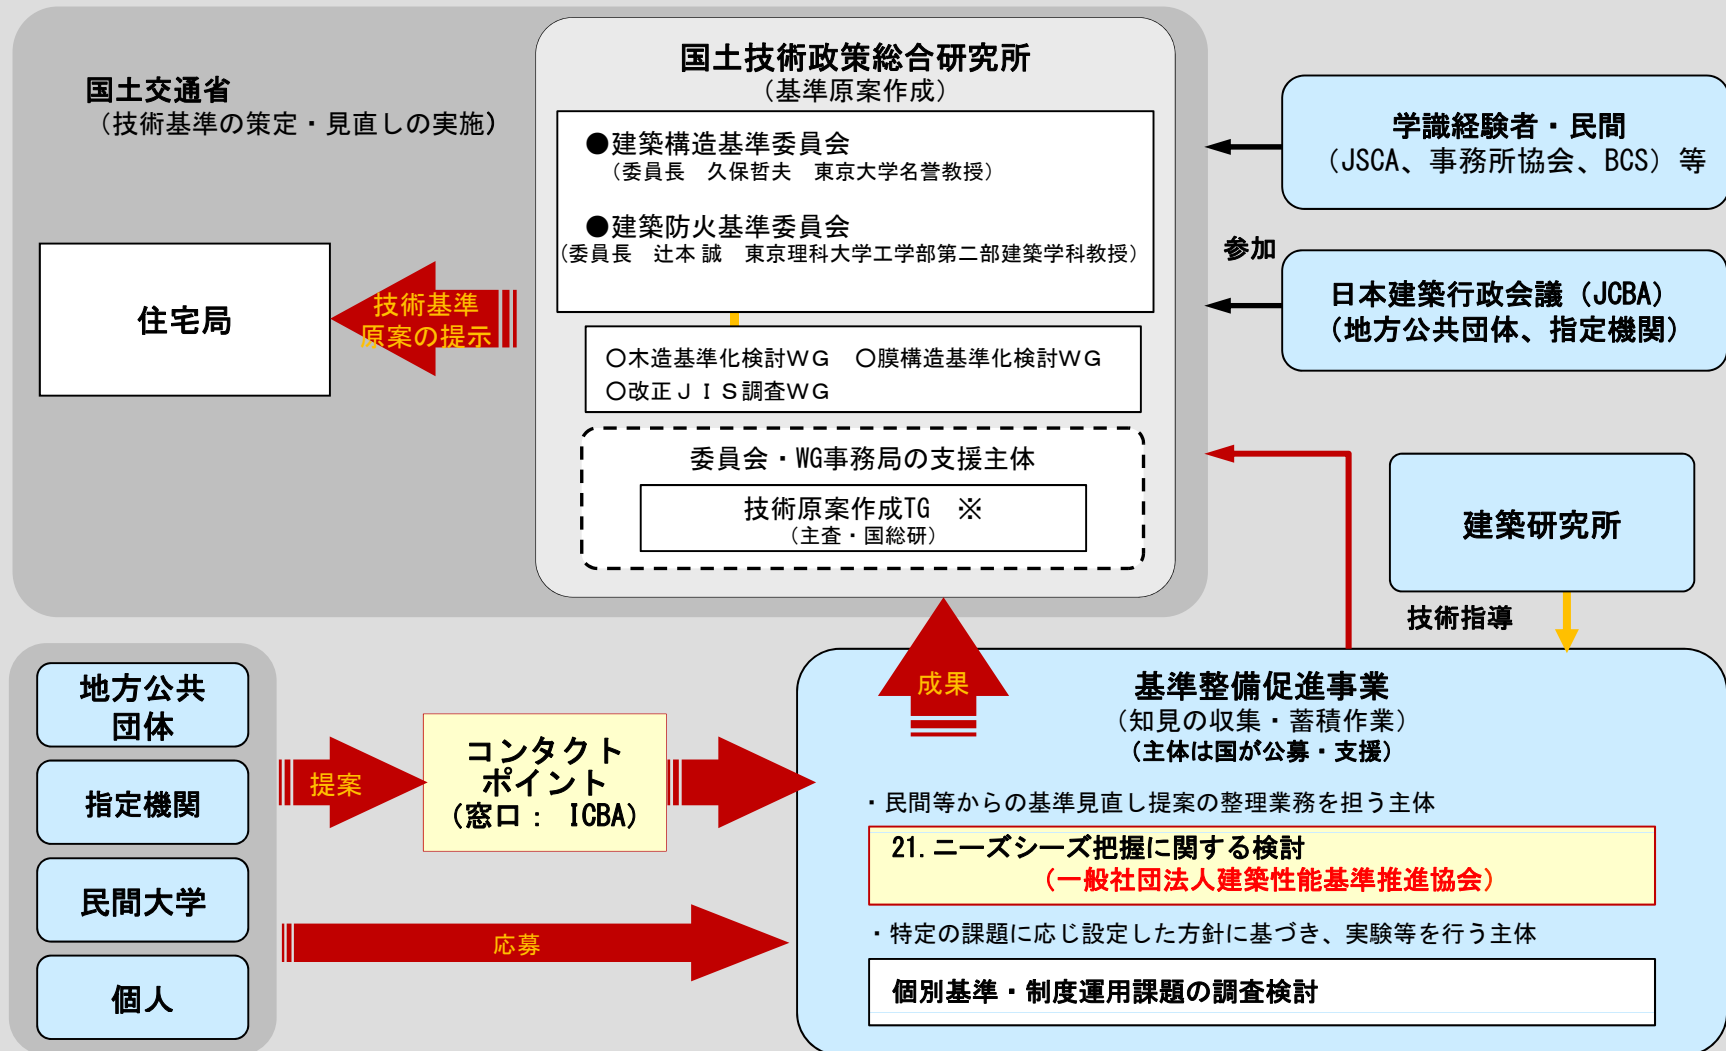 国土交通省
（技術基準の策定・見直しの実施）
国土技術政策総合研究所
（基準原案作成）
●建築構造基準委員会
（委員長　久保哲夫　東京大学名誉教授）
●建築防火基準委員会
（委員長　辻本 誠　東京理科大学工学部第二部建築学科教授）
○木造基準化検討ＷＧ　○膜構造基準化検討ＷＧ
○改正ＪＩＳ調査ＷＧ
委員会・WG事務局の支援主体
技術原案作成TG　※
（主査・国総研）
住宅局
技術基準
原案の提示
学識経験者・民間
（JSCA、事務所協会、BCS）等
参加
日本建築行政会議（JCBA）
（地方公共団体、指定機関）
建築研究所
技術指導
地方公共
団体
指定機関
民間大学
個人
提案
コンタクト
ポイント
（窓口： ICBA）
応募
成果
基準整備促進事業
（知見の収集・蓄積作業）
（主体は国が公募・支援）
・民間等からの基準見直し提案の整理業務を担う主体
21.ニーズシーズ把握に関する検討
（一般社団法人建築性能基準推進協会）
・特定の課題に応じ設定した方針に基づき、実験等を行う主体
個別基準・制度運用課題の調査検討